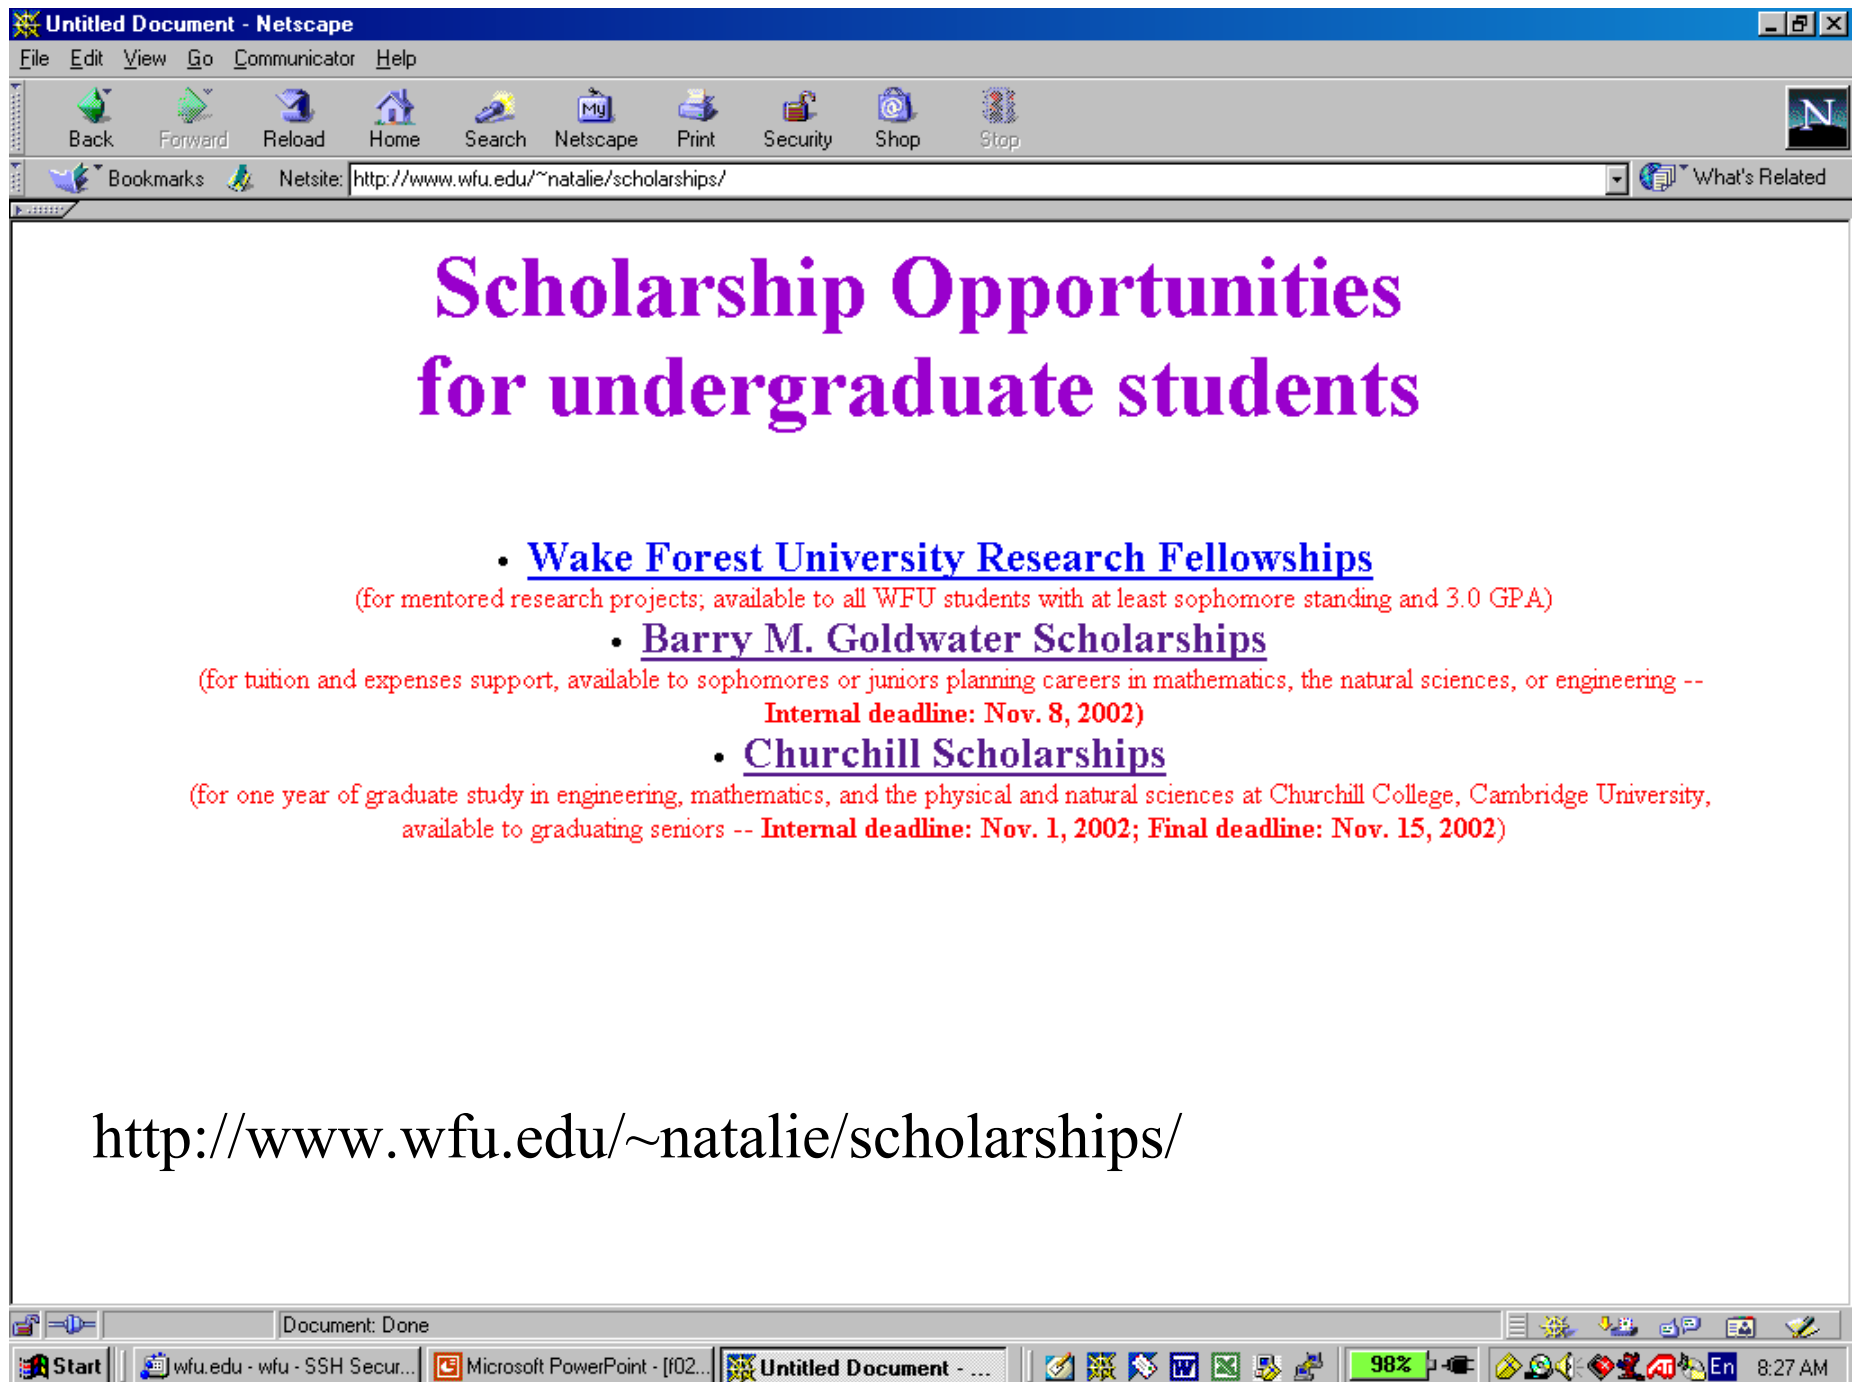 Untitled Document - Netscape
File Edit View Go Communicator Help
My N
Back Forward Reload Home Search Netscape Print Security Shop Stop
Bookmarks Netsite: http://www.wfu.edu/~natalie/scholarships/ What's Related
Scholarship Opportunities
for undergraduate students
• Wake Forest University Research Fellowships
(for mentored research projects; available to all WFU students with at least sophomore standing and 3.0 GPA)
• Barry M. Goldwater Scholarships
(for tuition and expenses support, available to sophomores or juniors planning careers in mathematics, the natural sciences, or engineering --
Internal deadline: Nov. 8, 2002)
• Churchill Scholarships
(for one year of graduate study in engineering, mathematics, and the physical and natural sciences at Churchill College, Cambridge University,
available to graduating seniors -- Internal deadline: Nov. 1, 2002; Final deadline: Nov. 15, 2002)
http://www.wfu.edu/~natalie/scholarships/
Document: Done
Start wfu.edu - wfu - SSH Secur... Microsoft PowerPoint - [f02... Untitled Document - ... 98% ATI En 8:27 AM